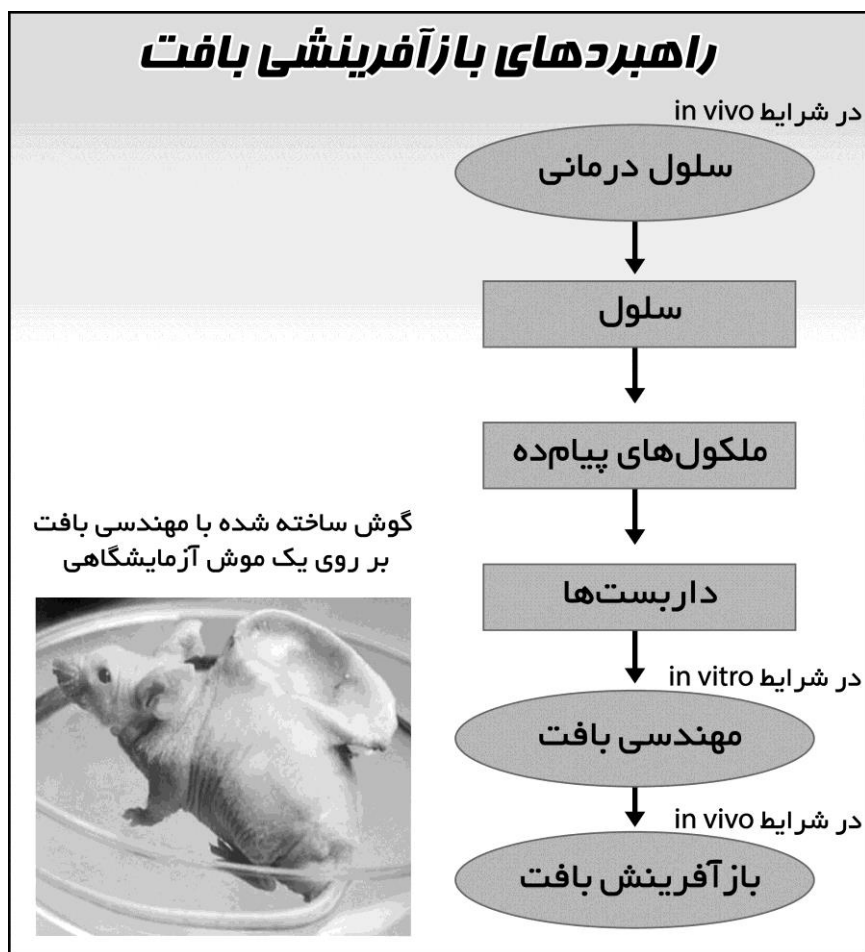 راهبردهای بازآفرینشی بافت
در شرایط in vivo
سلول درمانی
سلول
ملکول‌های پیام‌ده
داربست‌ها
در شرایط in vitro
مهندسی بافت
در شرایط in vivo
بازآفرینش بافت
گوش ساخته شده با مهندسی بافت
بر روی یک موش آزمایشگاهی